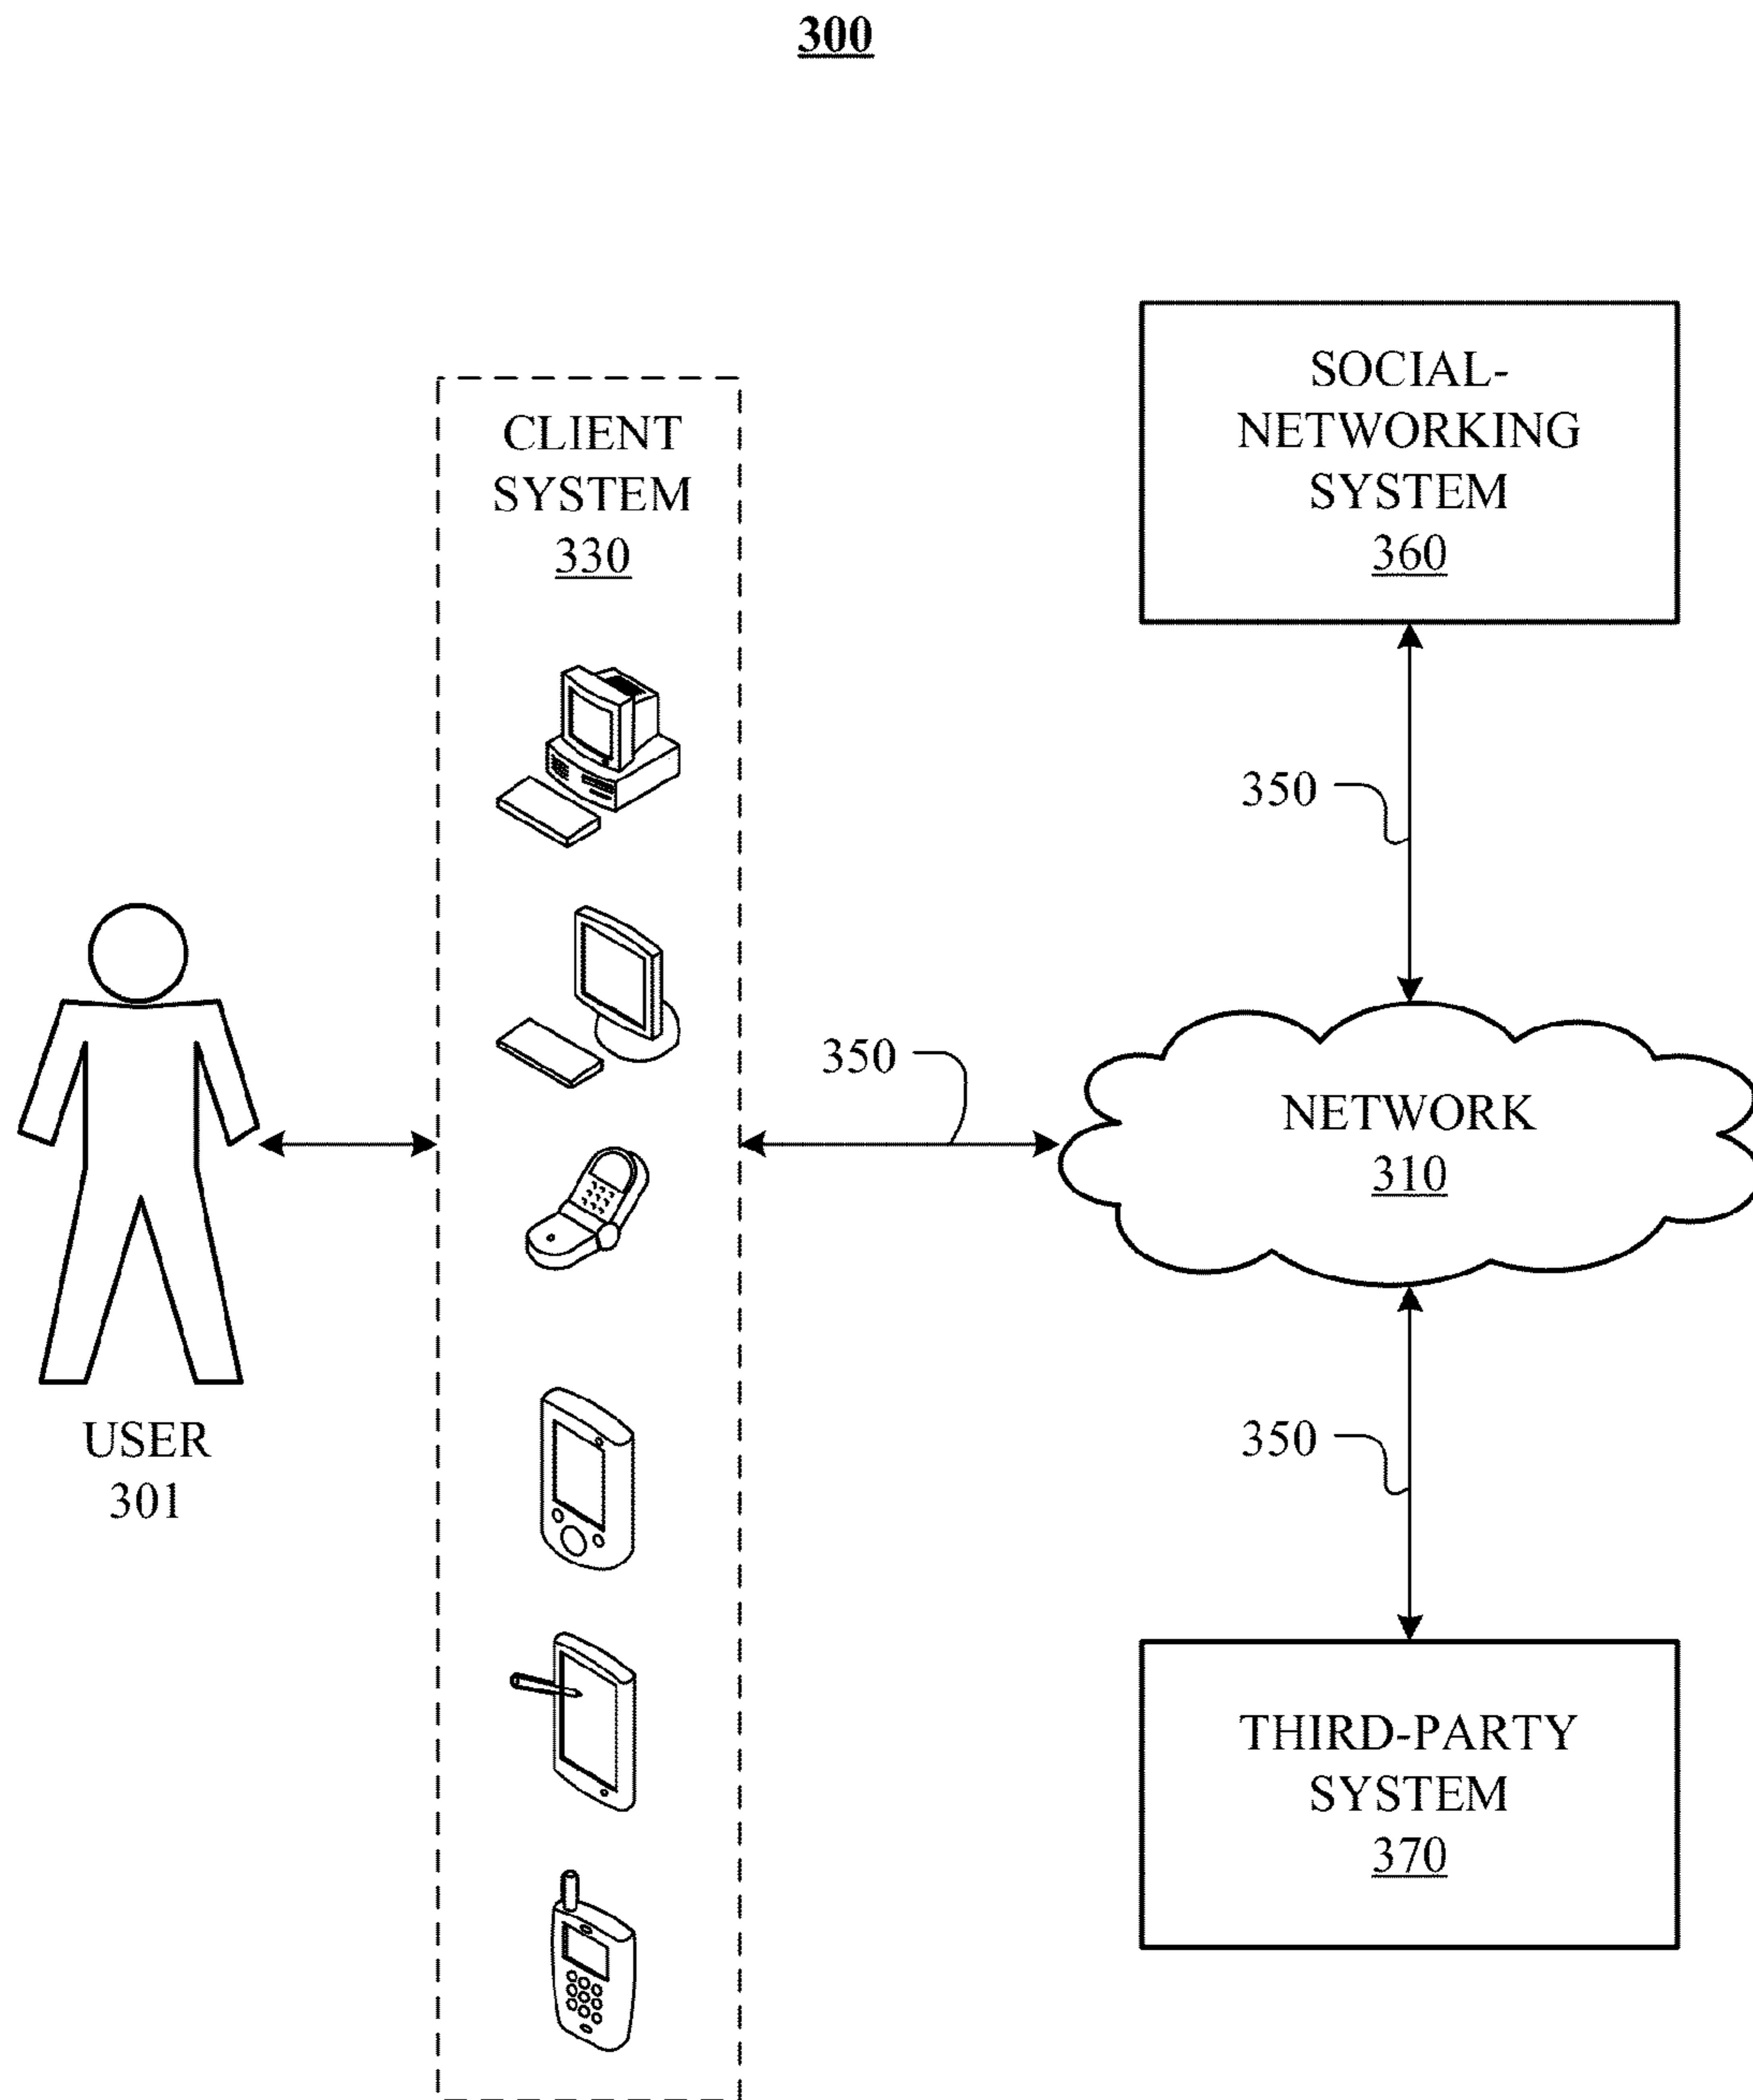 300
SOCIAL-
NETWORKING
SYSTEM
360
CLIENT
SYSTEM
330
350
350
NETWORK
310
USER
301
350
THIRD-PARTY
SYSTEM
370